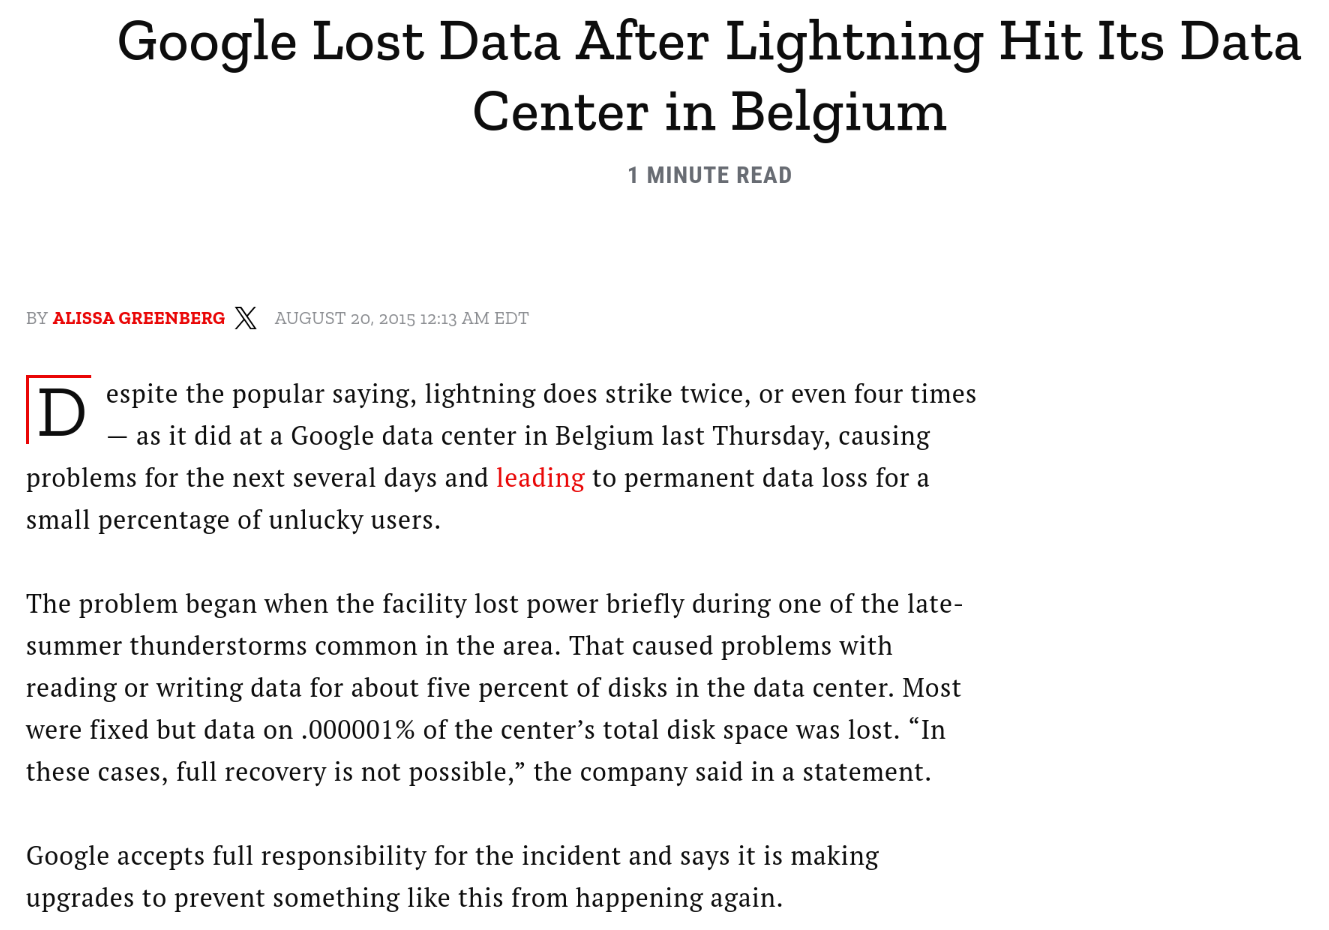 Google Lost Data After Lightning Hit Its Data
Center in Belgium
1 MINUTE READ
BY ALISSA GREENBERG X AUGUST 20, 2015 12:13 AM EDT
Despite the popular saying, lightning does strike twice, or even four times
— as it did at a Google data center in Belgium last Thursday, causing
problems for the next several days and leading to permanent data loss for a
small percentage of unlucky users.
The problem began when the facility lost power briefly during one of the late-
summer thunderstorms common in the area. That caused problems with
reading or writing data for about five percent of disks in the data center. Most
were fixed but data on .000001% of the center’s total disk space was lost. “In
these cases, full recovery is not possible,” the company said in a statement.
Google accepts full responsibility for the incident and says it is making
upgrades to prevent something like this from happening again.